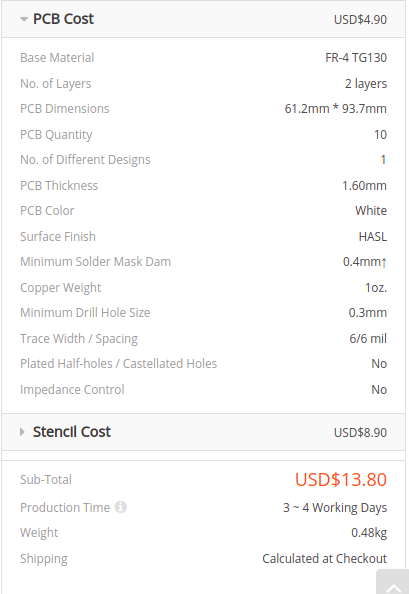 PCB Cost USD$4.90
Base Material FR-4 TG130
No. of Layers 2 layers
PCB Dimensions 61.2mm * 93.7mm
PCB Quantity 10
No. of Different Designs 1
PCB Thickness 1.60mm
PCB Color White
Surface Finish HASL
Minimum Solder Mask Dam 0.4mm↑
Copper Weight 1oz.
Minimum Drill Hole Size 0.3mm
Trace Width / Spacing 6/6 mil
Plated Half-holes / Castellated Holes No
Impedance Control No
Stencil Cost USD$8.90
Sub-Total USD$13.80
Production Time 3 ~ 4 Working Days
Weight 0.48kg
Shipping Calculated at Checkout